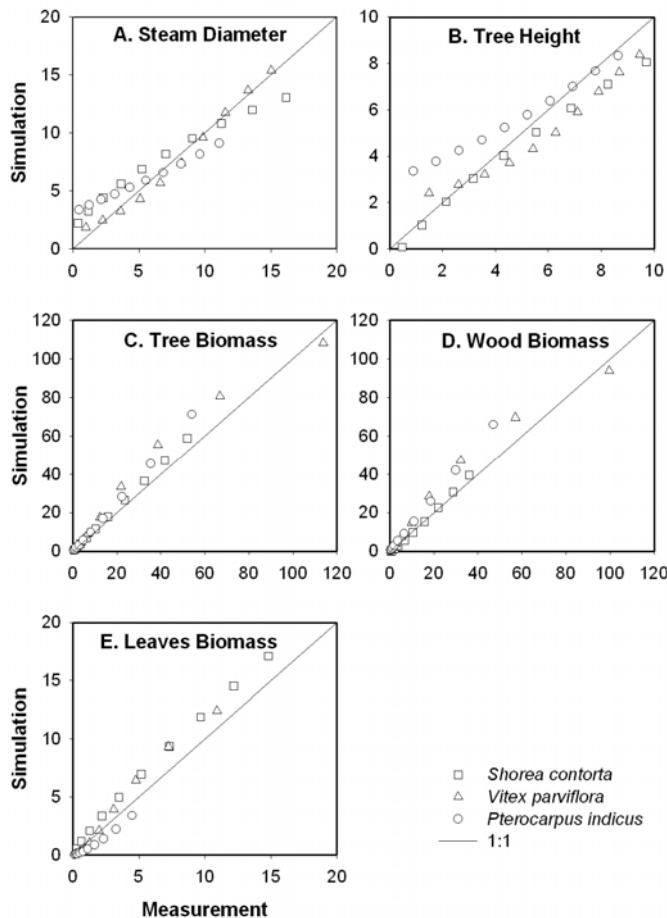 A. Steam Diameter
20
15
10
5
0
0 5 10 15 20
Simulation
B. Tree Height
10
8
6
4
2
0
0 2 4 6 8 10
C. Tree Biomass
120
100
80
60
40
20
0
0 20 40 60 80 100 120
Simulation
D. Wood Biomass
120
100
80
60
40
20
0
0 20 40 60 80 100 120
Simulation
E. Leaves Biomass
20
15
10
5
0
0 5 10 15 20
Simulation
Measurement
Shorea contorta
Vitex parviflora
Pterocarpus indicus
1:1